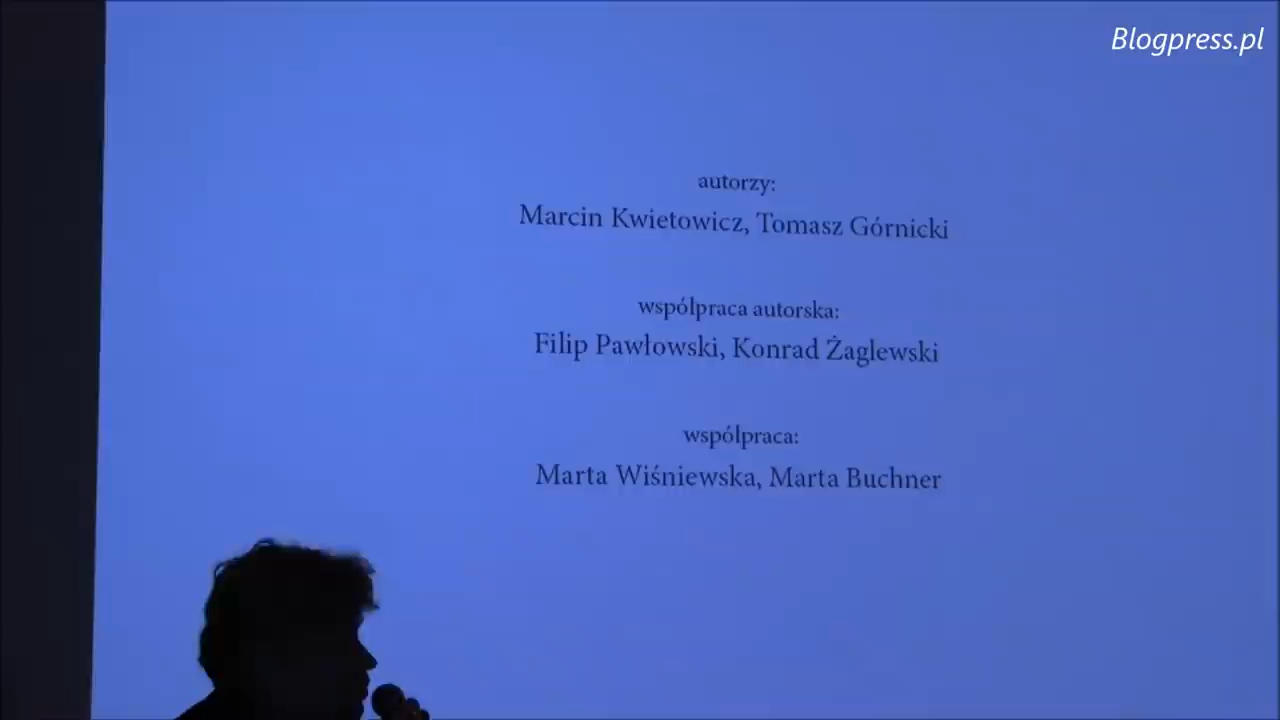 Blogpress.pl
autorzy:
Marcin Kwietowicz, Tomasz Górnicki
współpraca autorska:
Filip Pawłowski, Konrad Żaglewski
współpraca:
Marta Wiśniewska, Marta Buchner